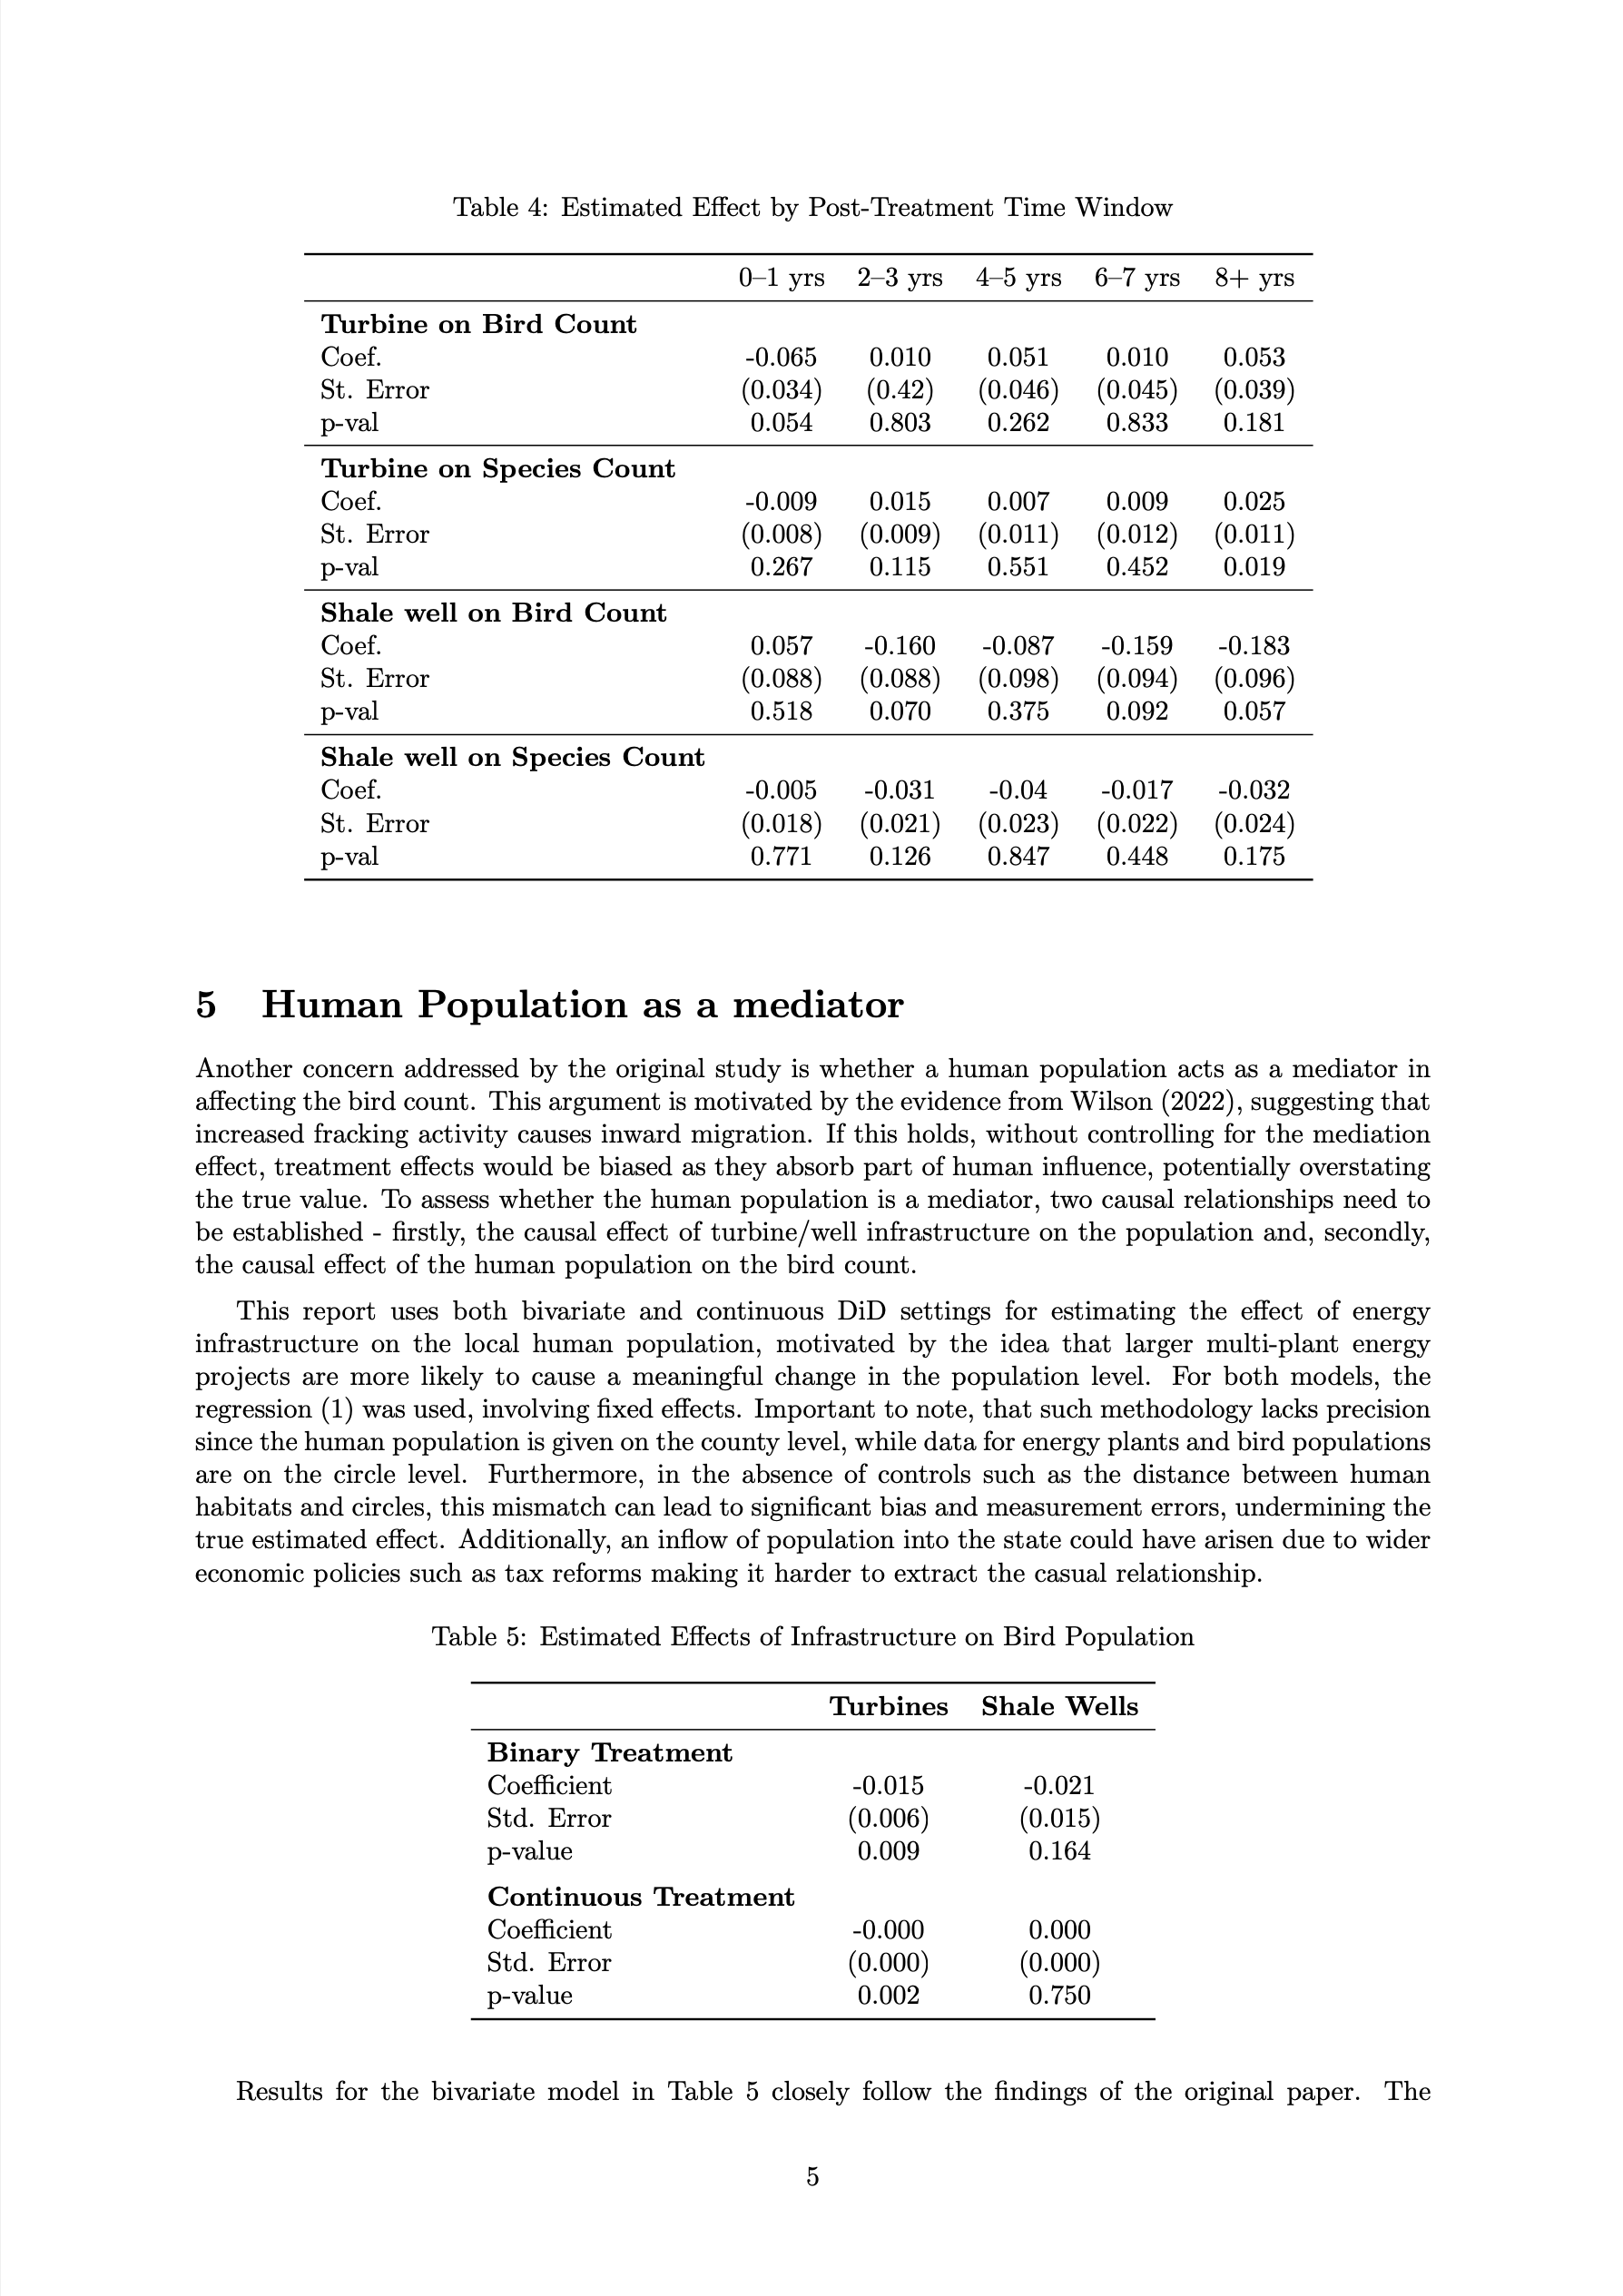 Table 4: Estimated Effect by Post-Treatment Time Window
0–1 yrs 2–3 yrs 4–5 yrs 6–7 yrs 8+ yrs
Turbine on Bird Count
Coef. -0.065 0.010 0.051 0.010 0.053
St. Error (0.034) (0.42) (0.046) (0.045) (0.039)
p-val 0.054 0.803 0.262 0.833 0.181
Turbine on Species Count
Coef. -0.009 0.015 0.007 0.009 0.025
St. Error (0.008) (0.009) (0.011) (0.012) (0.011)
p-val 0.267 0.115 0.551 0.452 0.019
Shale well on Bird Count
Coef. 0.057 -0.160 -0.087 -0.159 -0.183
St. Error (0.088) (0.088) (0.098) (0.094) (0.096)
p-val 0.518 0.070 0.375 0.092 0.057
Shale well on Species Count
Coef. -0.005 -0.031 -0.04 -0.017 -0.032
St. Error (0.018) (0.021) (0.023) (0.022) (0.024)
p-val 0.771 0.126 0.847 0.448 0.175
5 Human Population as a mediator
Another concern addressed by the original study is whether a human population acts as a mediator in
affecting the bird count. This argument is motivated by the evidence from Wilson (2022), suggesting that
increased fracking activity causes inward migration. If this holds, without controlling for the mediation
effect, treatment effects would be biased as they absorb part of human influence, potentially overstating
the true value. To assess whether the human population is a mediator, two causal relationships need to
be established - firstly, the causal effect of turbine/well infrastructure on the population and, secondly,
the causal effect of the human population on the bird count.
This report uses both bivariate and continuous DiD settings for estimating the effect of energy
infrastructure on the local human population, motivated by the idea that larger multi-plant energy
projects are more likely to cause a meaningful change in the population level. For both models, the
regression (1) was used, involving fixed effects. Important to note, that such methodology lacks precision
since the human population is given on the county level, while data for energy plants and bird populations
are on the circle level. Furthermore, in the absence of controls such as the distance between human
habitats and circles, this mismatch can lead to significant bias and measurement errors, undermining the
true estimated effect. Additionally, an inflow of population into the state could have arisen due to wider
economic policies such as tax reforms making it harder to extract the casual relationship.
Table 5: Estimated Effects of Infrastructure on Bird Population
Turbines Shale Wells
Binary Treatment
Coefficient -0.015 -0.021
Std. Error (0.006) (0.015)
p-value 0.009 0.164
Continuous Treatment
Coefficient -0.000 0.000
Std. Error (0.000) (0.000)
p-value 0.002 0.750
Results for the bivariate model in Table 5 closely follow the findings of the original paper. The
5